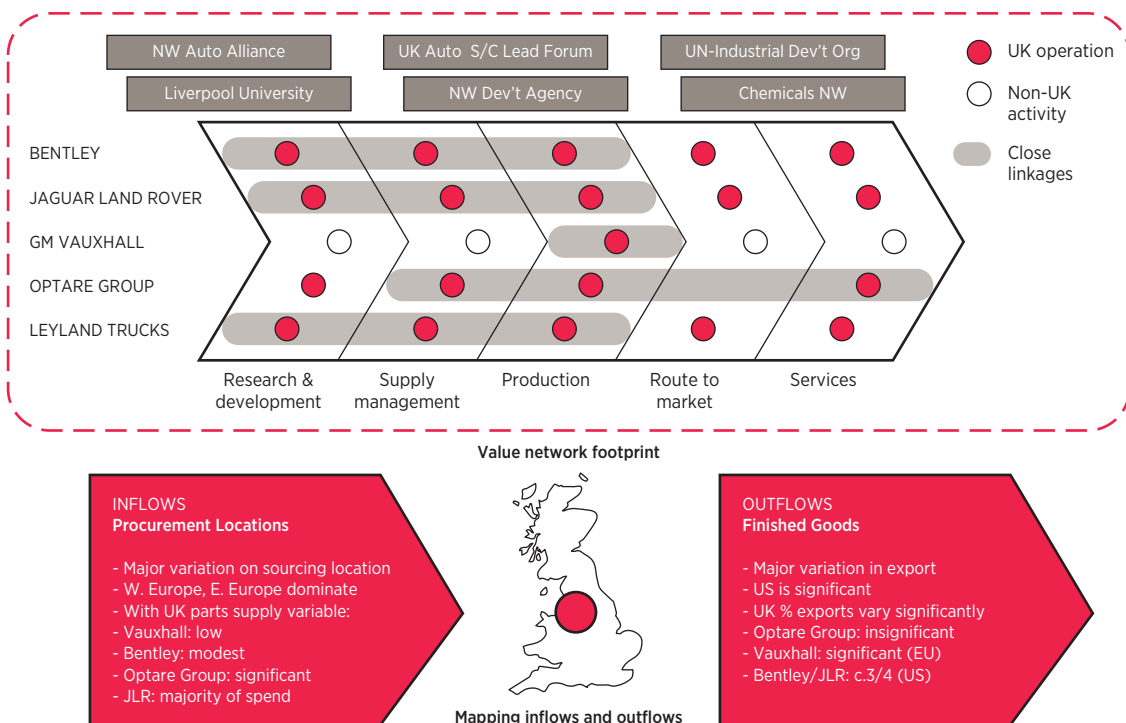 NW Auto Alliance
UK Auto S/C Lead Forum
UN-Industrial Dev't Org
Liverpool University
NW Dev't Agency
Chemicals NW
UK operation
Non-UK
activity
Close
linkages
BENTLEY
JAGUAR LAND ROVER
GM VAUXHALL
OPTARE GROUP
LEYLAND TRUCKS
Research &
development
Supply
management
Production
Route to
market
Services
Value network footprint
INFLOWS
Procurement Locations
- Major variation on sourcing location
- W. Europe, E. Europe dominate
- With UK parts supply variable:
- Vauxhall: low
- Bentley: modest
- Optare Group: significant
- JLR: majority of spend
OUTFLOWS
Finished Goods
- Major variation in export
- US is significant
- UK % exports vary significantly
- Optare Group: insignificant
- Vauxhall: significant (EU)
- Bentley/JLR: c.3/4 (US)
Mapping inflows and outflows